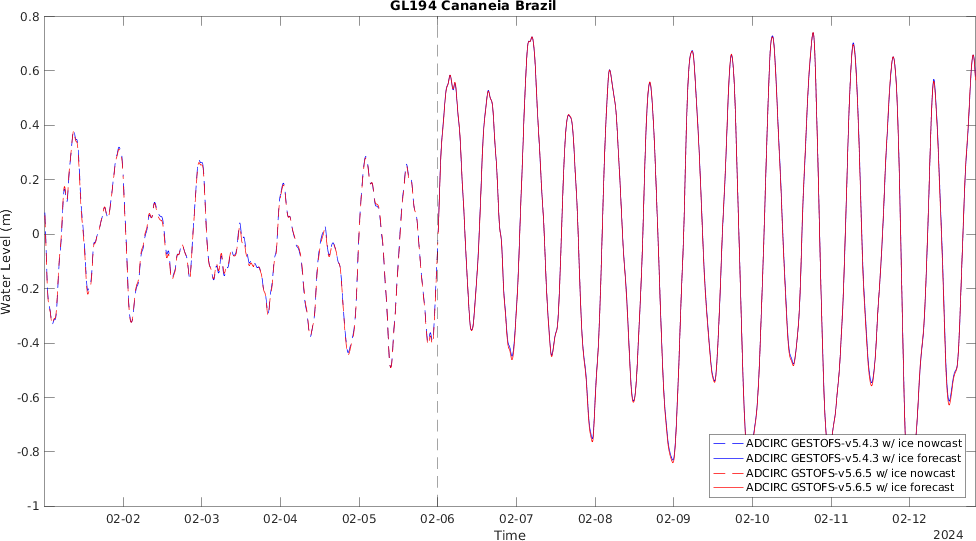 GL194 Cananeia Brazil
0.8
0.6
0.4
0.2
0
-0.2
-0.4
-0.6
-0.8
-1
Water Level (m)
ADCIRC GESTOFS-v5.4.3 w/ ice nowcast
ADCIRC GESTOFS-v5.4.3 w/ ice forecast
ADCIRC GSTOFS-v5.6.5 w/ ice nowcast
ADCIRC GSTOFS-v5.6.5 w/ ice forecast
02-02 02-03 02-04 02-05 02-06 02-07 02-08 02-09 02-10 02-11 02-12
Time
2024